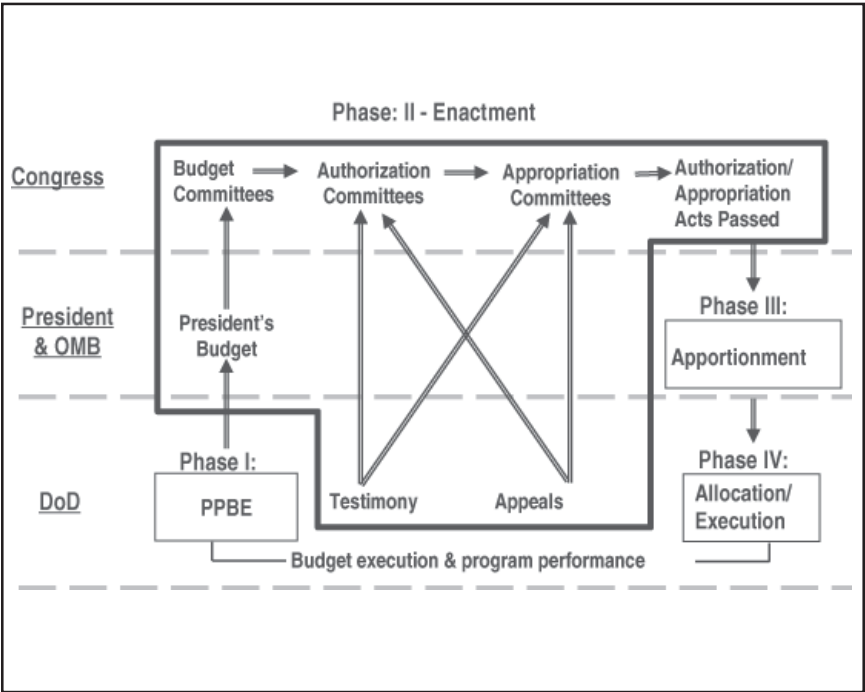 Phase: II - Enactment
Congress
Budget
Committees
Authorization
Committees
Appropriation
Committees
Authorization/
Appropriation
Acts Passed
President
& OMB
President's
Budget
Phase III:
Apportionment
DoD
Phase I:
PPBE
Testimony
Appeals
Phase IV:
Allocation/
Execution
Budget execution & program performance